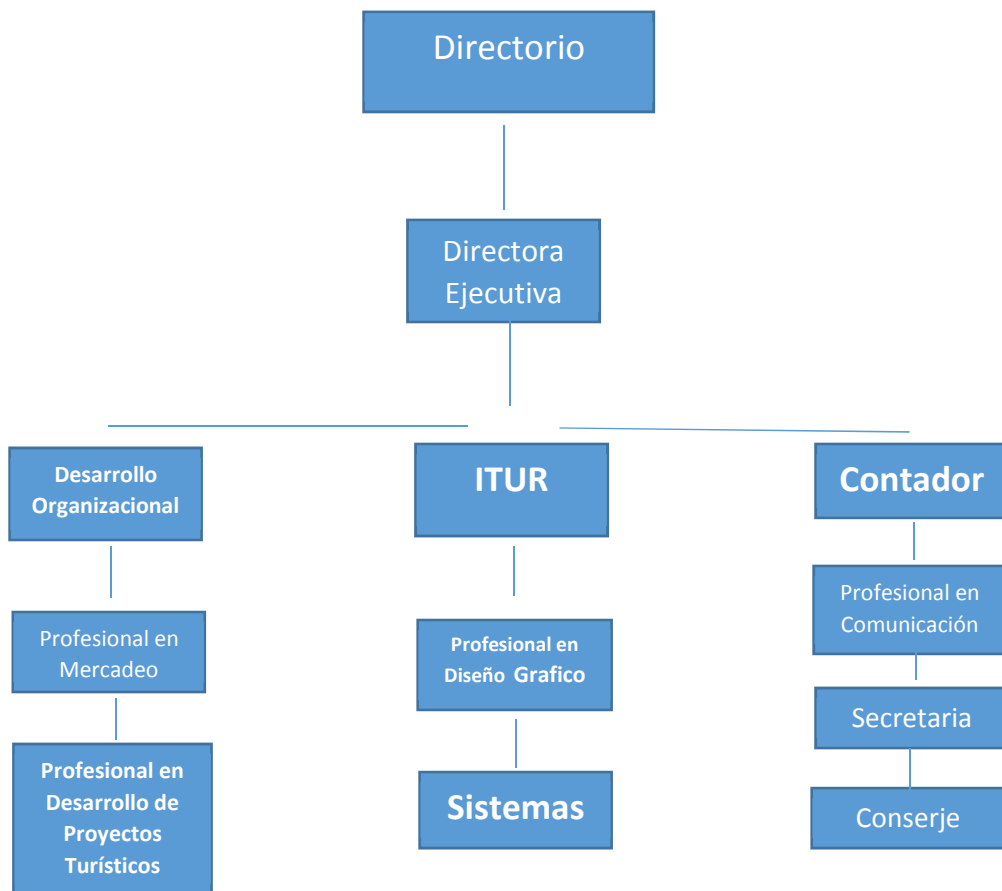 Directorio
Directora
Ejecutiva
Desarrollo
Organizacional
ITUR
Contador
Profesional en
Mercadeo
Profesional en
Diseño Grafico
Profesional en
Comunicación
Secretaria
Profesional en
Desarrollo de
Proyectos
Turísticos
Sistemas
Conserje